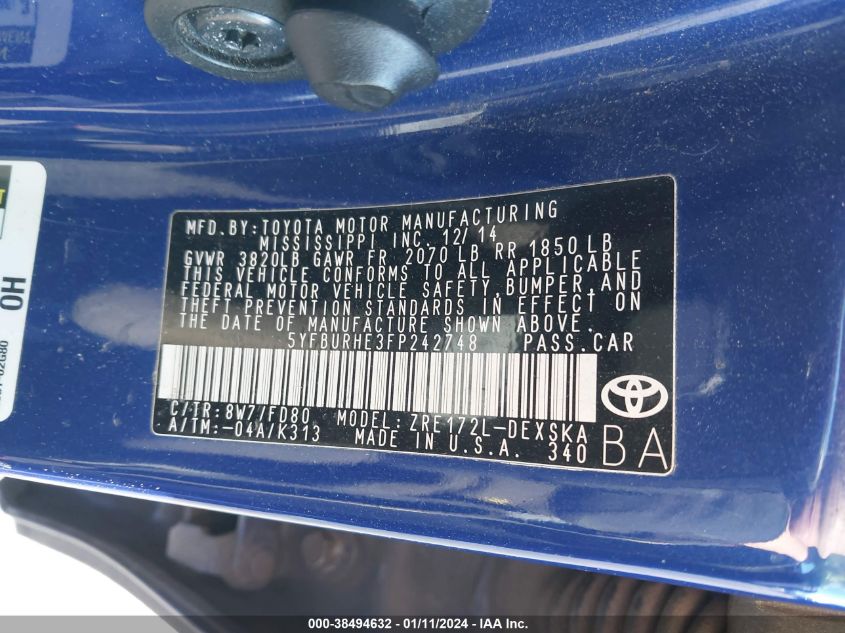 MFD. BY: TOYOTA MOTOR MANUFACTURING
MISSISSIPPI INC. 12/14
GVWR 3820LB GAWR FR 2070 LB RR 1850 LB
THIS VEHICLE CONFORMS TO ALL APPLICABLE
FEDERAL MOTOR VEHICLE SAFETY, BUMPER, AND
THEFT PREVENTION STANDARDS IN EFFECT ON
THE DATE OF MANUFACTURE SHOWN ABOVE.
5YFBURHE3FP242748 PASS. CAR
C/TR: 8W7/FD80 MODEL: ZRE172L-DEXSKA
A/TM:-04A/K313 MADE IN U.S.A. 340
BA
OH
02G80
000-38494632 - 01/11/2024 - IAA Inc.